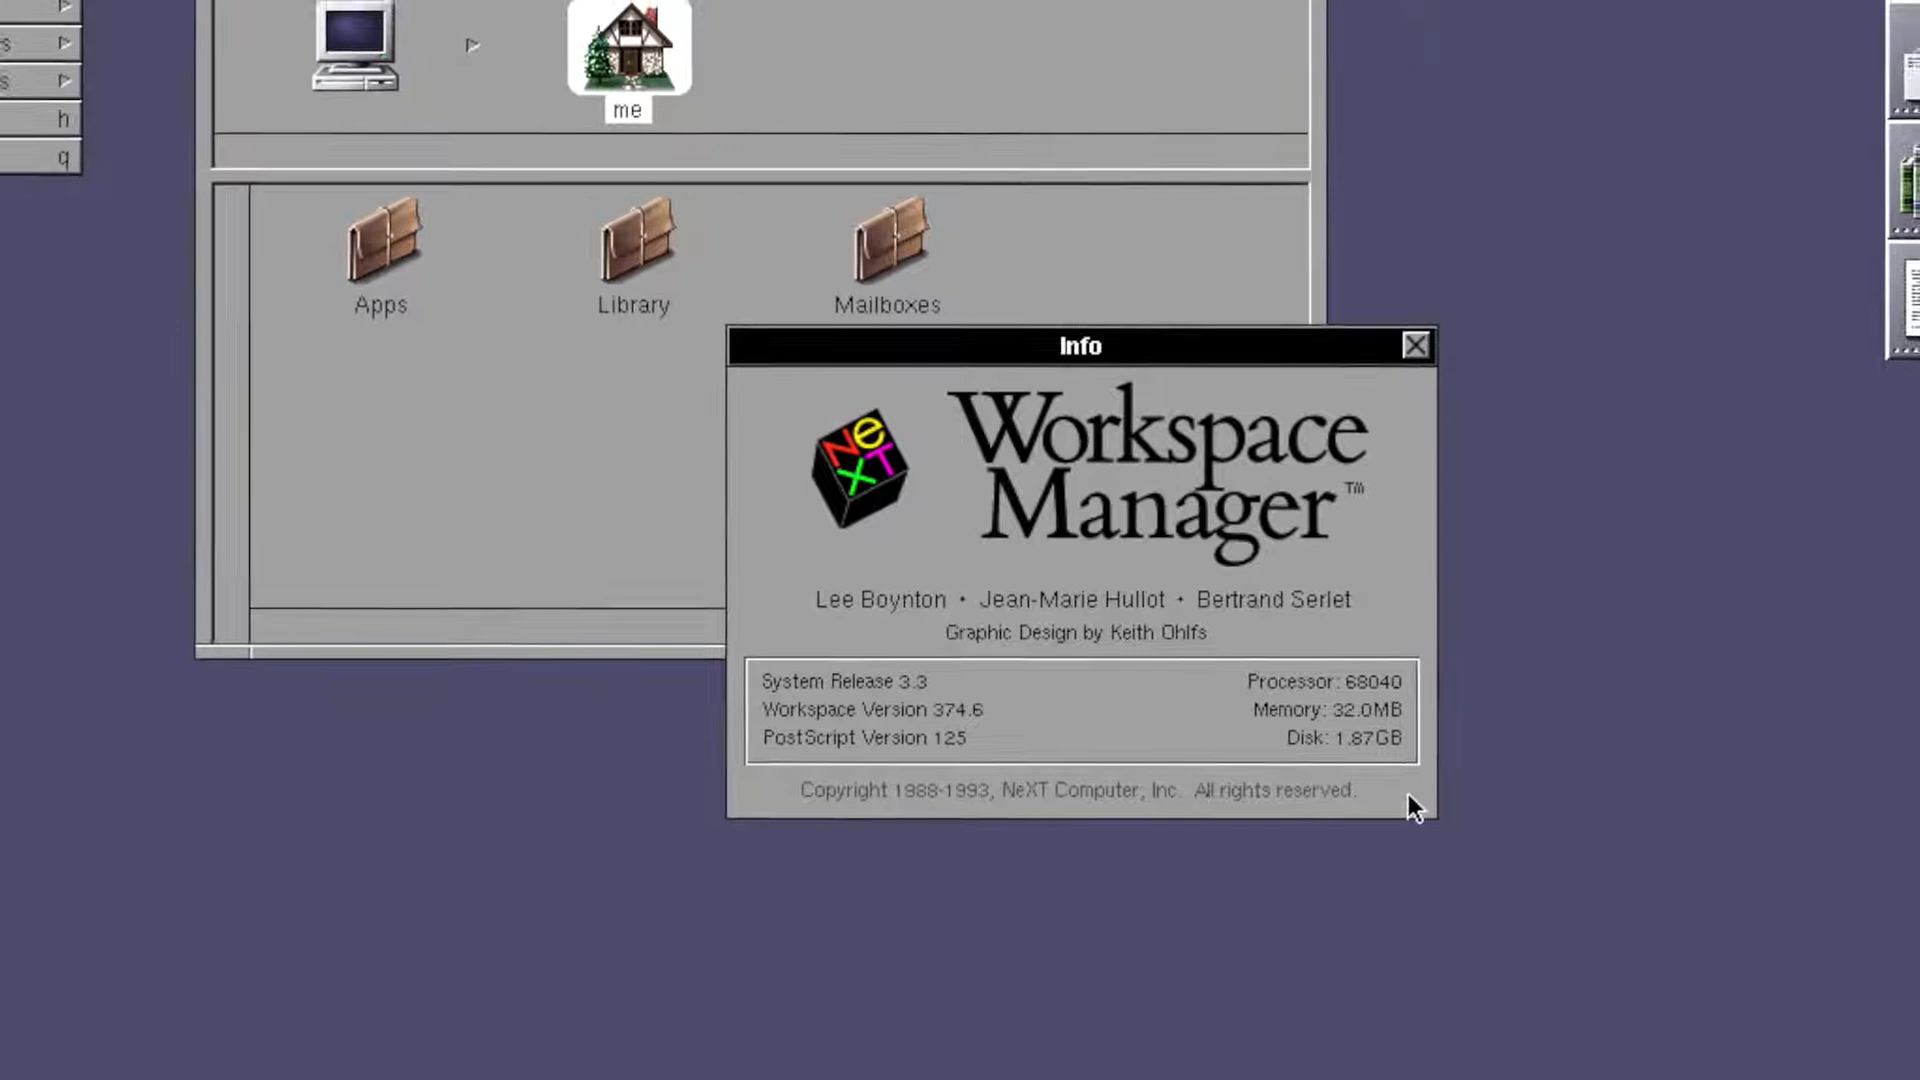 s
s
h
q
me
Apps
Library
Mailboxes
Info
NeXT
Workspace
Manager™
Lee Boynton • Jean-Marie Hullot • Bertrand Serlet
Graphic Design by Keith Ohlfs
System Release 3.3
Processor: 68040
Workspace Version 374.6
Memory: 32.0MB
PostScript Version 125
Disk: 1.87GB
Copyright 1988-1993, NeXT Computer, Inc. All rights reserved.